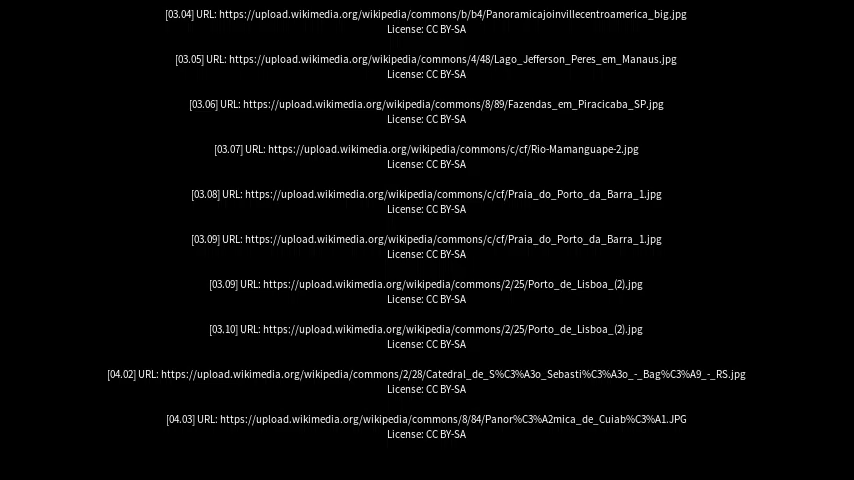 [03.04] URL: https://upload.wikimedia.org/wikipedia/commons/b/b4/Panoramicajoinvillecentroamerica_big.jpg
License: CC BY-SA
[03.05] URL: https://upload.wikimedia.org/wikipedia/commons/4/48/Lago_Jefferson_Peres_em_Manaus.jpg
License: CC BY-SA
[03.06] URL: https://upload.wikimedia.org/wikipedia/commons/8/89/Fazendas_em_Piracicaba_SP.jpg
License: CC BY-SA
[03.07] URL: https://upload.wikimedia.org/wikipedia/commons/c/cf/Rio-Mamanguape-2.jpg
License: CC BY-SA
[03.08] URL: https://upload.wikimedia.org/wikipedia/commons/c/cf/Praia_do_Porto_da_Barra_1.jpg
License: CC BY-SA
[03.09] URL: https://upload.wikimedia.org/wikipedia/commons/c/cf/Praia_do_Porto_da_Barra_1.jpg
License: CC BY-SA
[03.09] URL: https://upload.wikimedia.org/wikipedia/commons/2/25/Porto_de_Lisboa_(2).jpg
License: CC BY-SA
[03.10] URL: https://upload.wikimedia.org/wikipedia/commons/2/25/Porto_de_Lisboa_(2).jpg
License: CC BY-SA
[04.02] URL: https://upload.wikimedia.org/wikipedia/commons/2/28/Catedral_de_S%C3%A3o_Sebasti%C3%A3o_-_Bag%C3%A9_-_RS.jpg
License: CC BY-SA
[04.03] URL: https://upload.wikimedia.org/wikipedia/commons/8/84/Panor%C3%A2mica_de_Cuiab%C3%A1.JPG
License: CC BY-SA